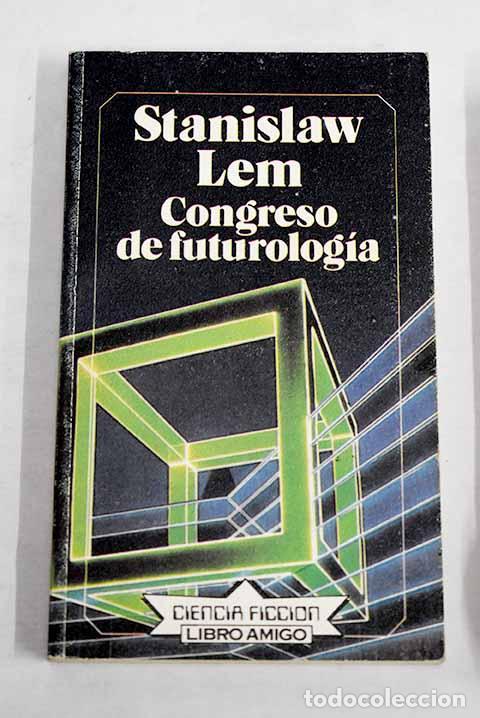 Stanislaw
Lem
Congreso
de futurología
CIENCIA FICCION
LIBRO AMIGO
todocoleccion